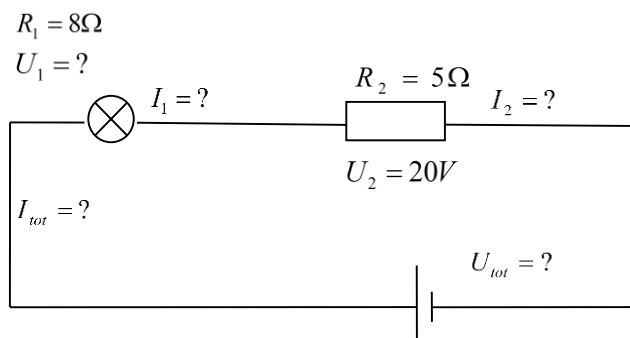 R₁ = 8Ω
U₁ = ?
I₁ = ?
R₂ = 5Ω
I₂ = ?
U₂ = 20V
I_tot = ?
U_tot = ?